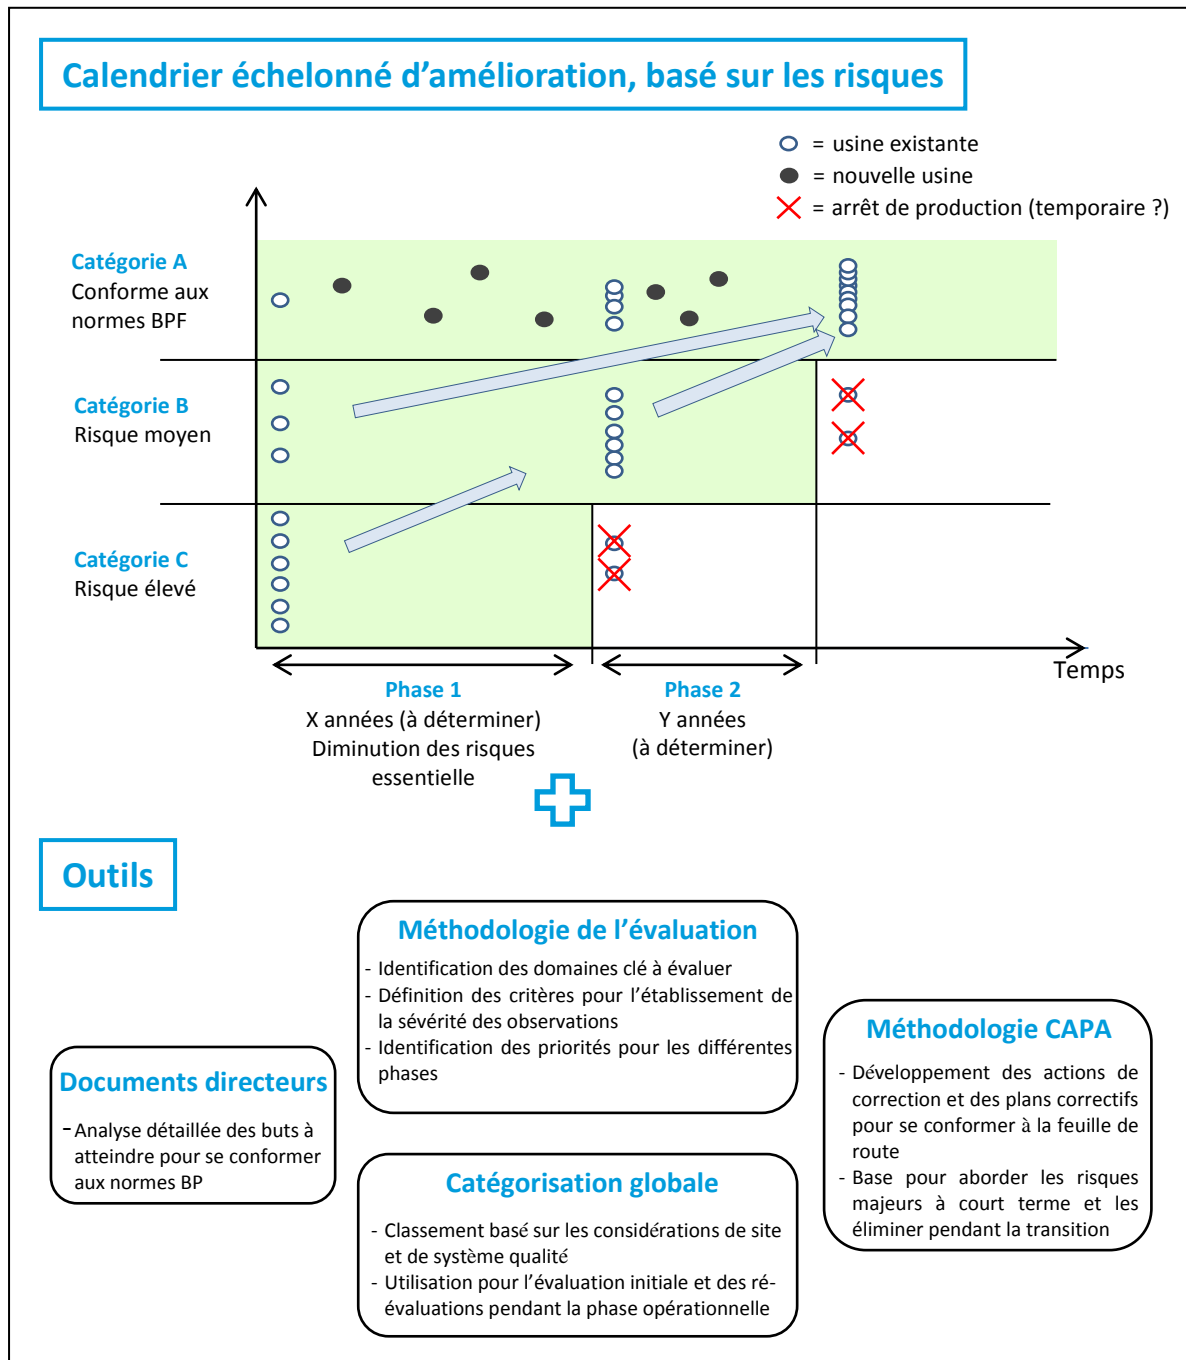 Calendrier échelonné d’amélioration, basé sur les risques
= usine existante
= nouvelle usine
= arrêt de production (temporaire ?)
Catégorie A
Conforme aux
normes BPF
Catégorie B
Risque moyen
Catégorie C
Risque élevé
Temps
Phase 1
X années (à déterminer)
Diminution des risques
essentielle
Phase 2
Y années
(à déterminer)
Outils
Méthodologie de l’évaluation
- Identification des domaines clé à évaluer
- Définition des critères pour l’établissement de
la sévérité des observations
- Identification des priorités pour les différentes
phases
Documents directeurs
- Analyse détaillée des buts à
atteindre pour se conformer
aux normes BP
Catégorisation globale
- Classement basé sur les considérations de site
et de système qualité
- Utilisation pour l’évaluation initiale et des ré-
évaluations pendant la phase opérationnelle
Méthodologie CAPA
- Développement des actions de
correction et des plans correctifs
pour se conformer à la feuille de
route
- Base pour aborder les risques
majeurs à court terme et les
éliminer pendant la transition